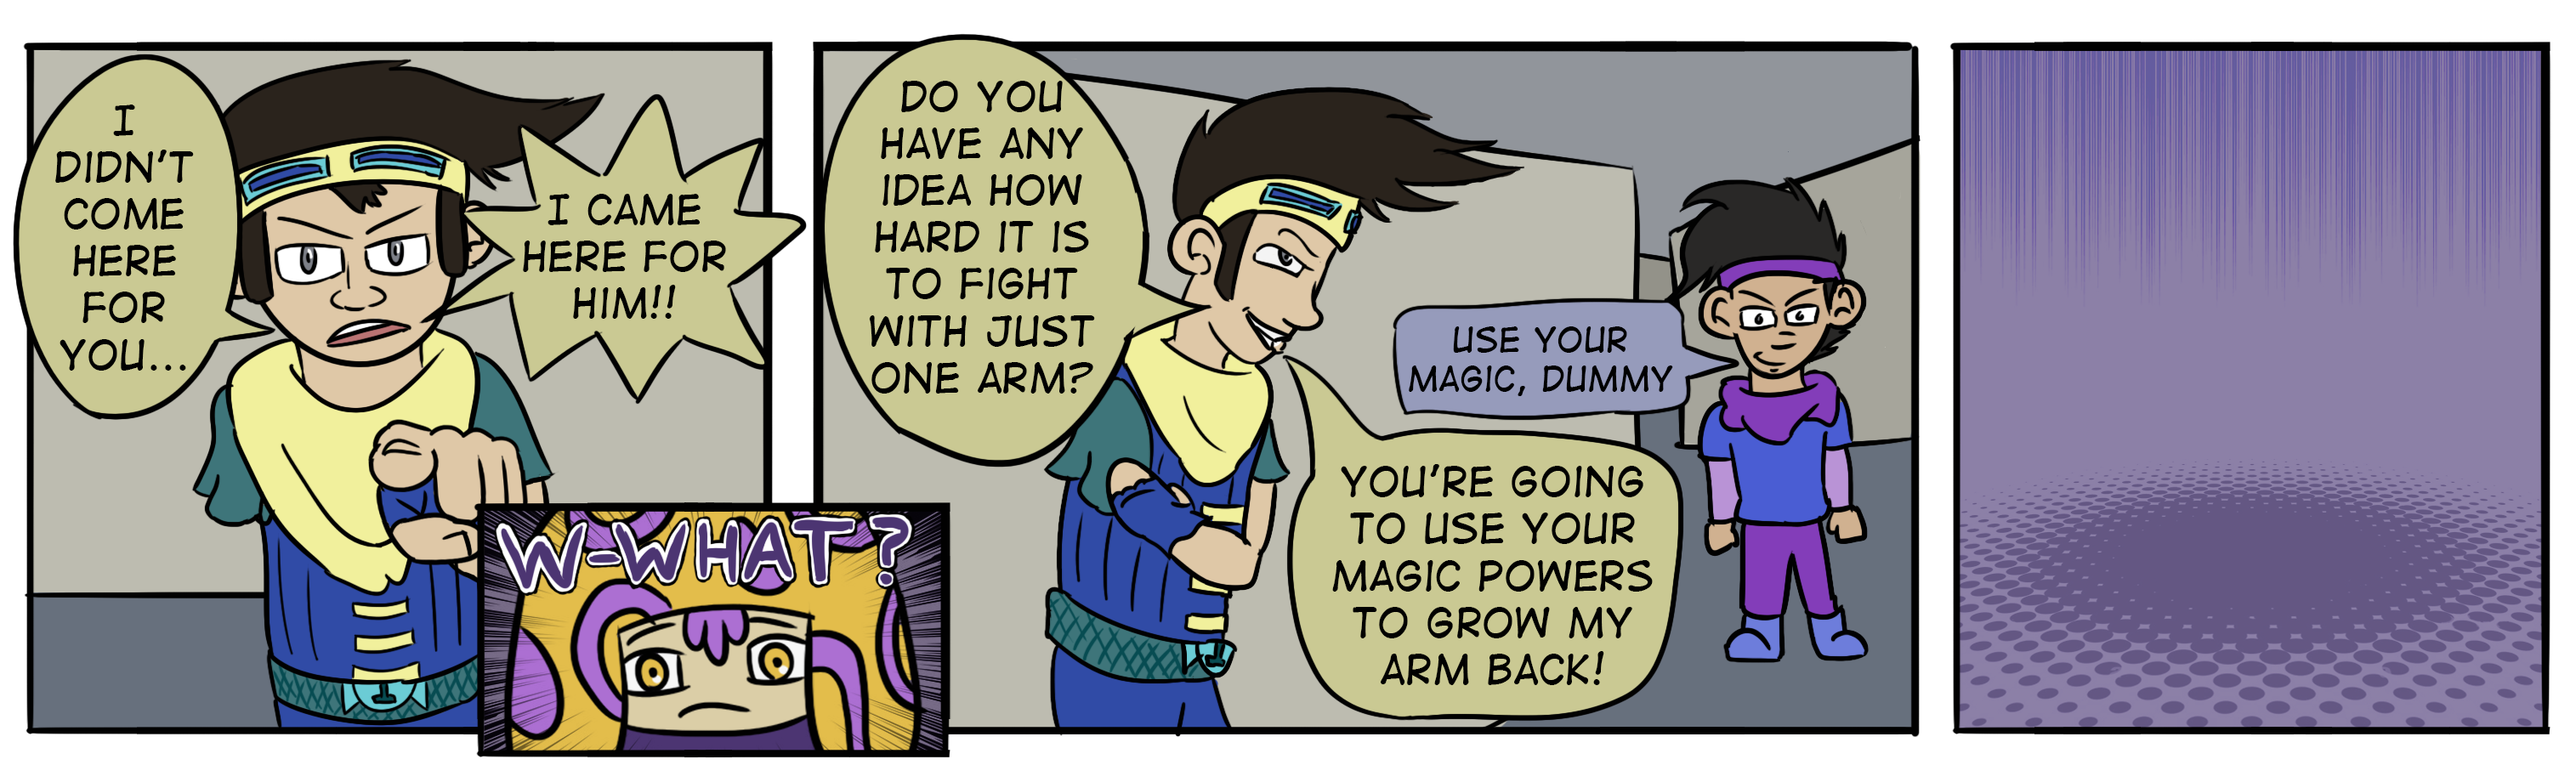 I
DIDN'T
COME
HERE
FOR
YOU...
I CAME
HERE FOR
HIM!!
W-WHAT?
DO YOU
HAVE ANY
IDEA HOW
HARD IT IS
TO FIGHT
WITH JUST
ONE ARM?
USE YOUR
MAGIC, DUMMY
YOU'RE GOING
TO USE YOUR
MAGIC POWERS
TO GROW MY
ARM BACK!